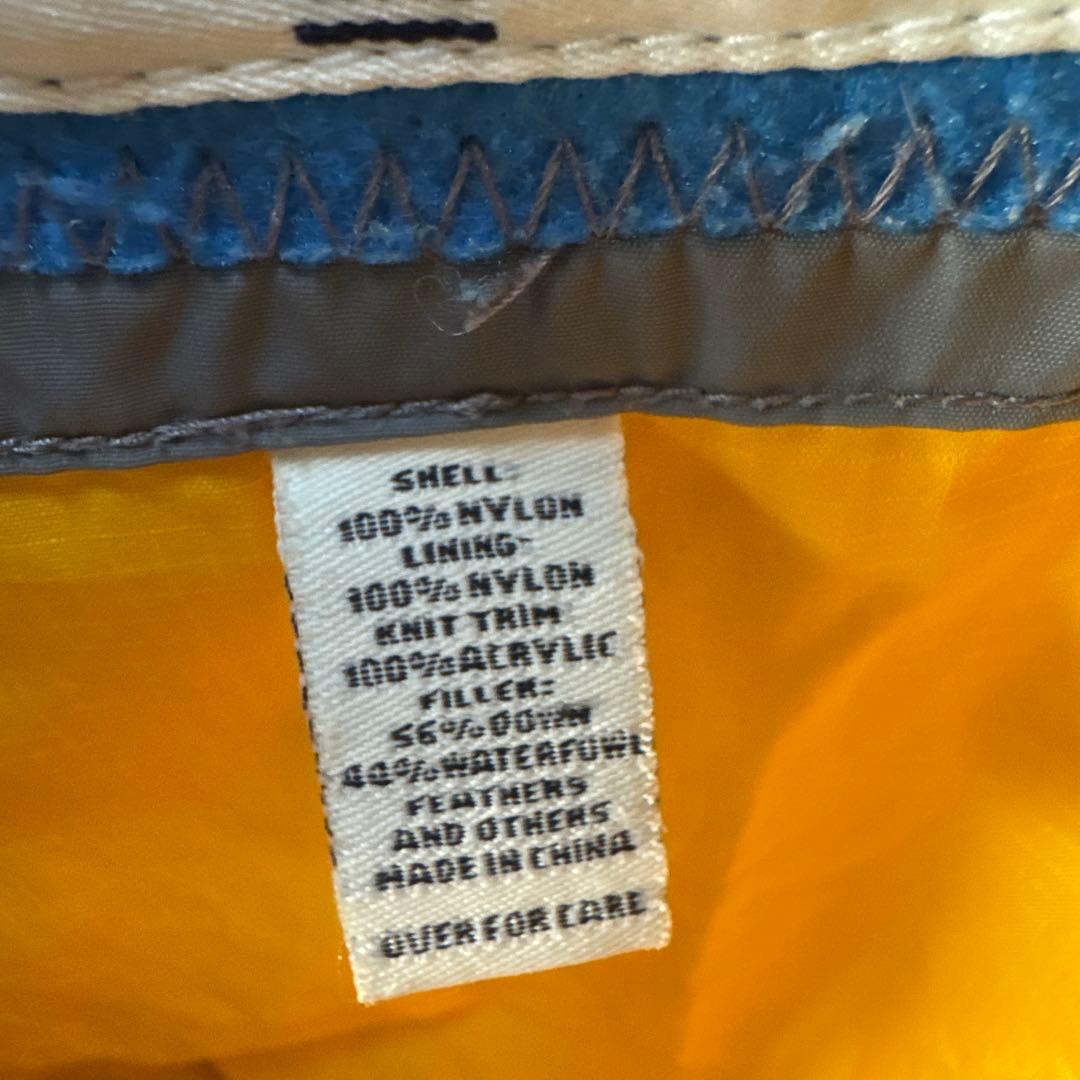 SHELL:
100% NYLON
LINING:
100% NYLON
KNIT TRIM
100% ACRYLIC
FILLER:
56% DOWN
44% WATERFOWL
FEATHERS
AND OTHERS
MADE IN CHINA
OVER FOR CARE